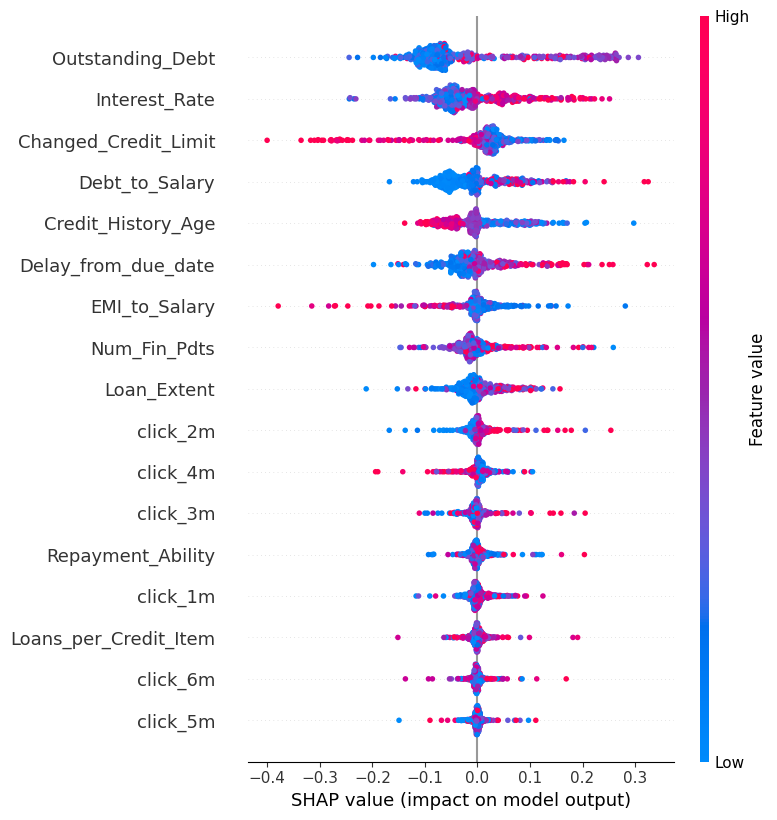 High
Outstanding_Debt
Interest_Rate
Changed_Credit_Limit
Debt_to_Salary
Credit_History_Age
Delay_from_due_date
EMI_to_Salary
Num_Fin_Pdts
Loan_Extent
click_2m
click_4m
click_3m
Repayment_Ability
click_1m
Loans_per_Credit_Item
click_6m
click_5m
Feature value
Low
−0.4 −0.3 −0.2 −0.1 0.0 0.1 0.2 0.3
SHAP value (impact on model output)